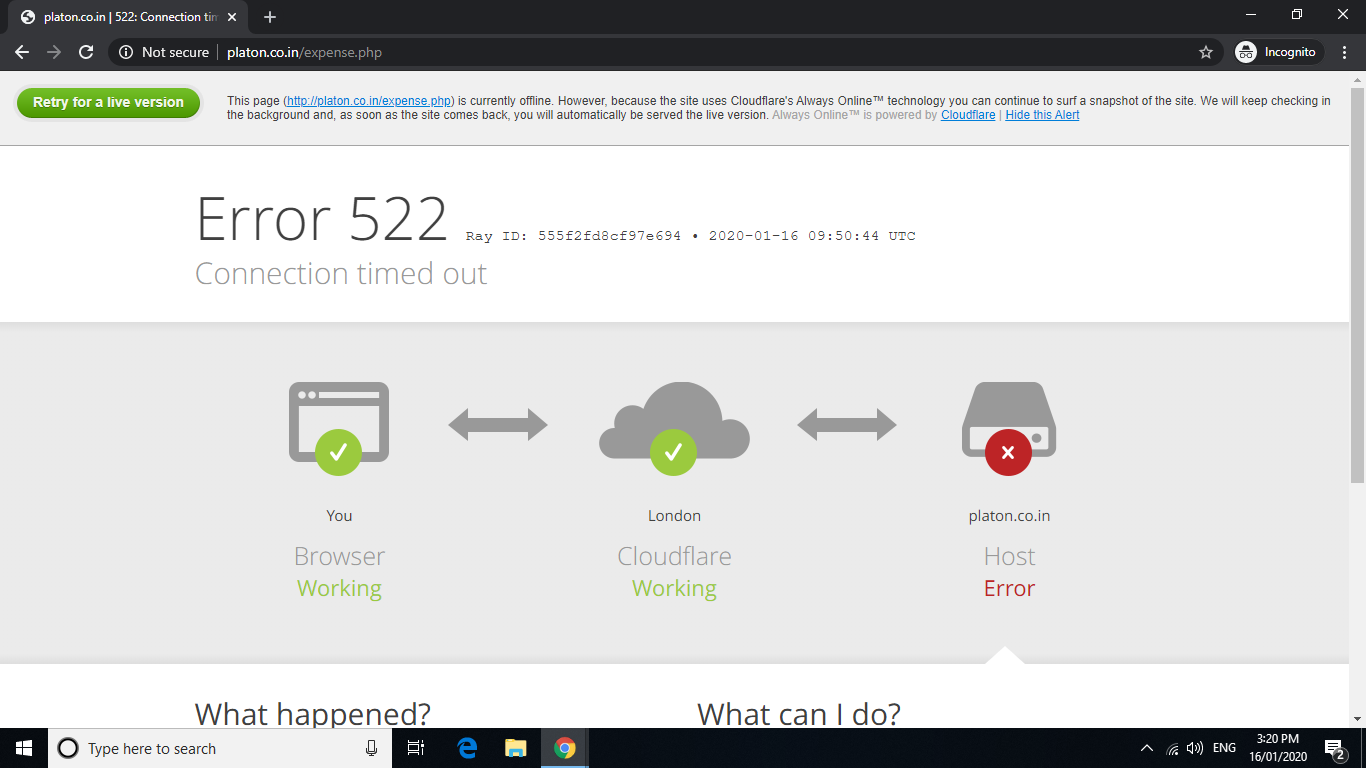 platon.co.in | 522: Connection tim
Not secure | platon.co.in/expense.php
Incognito
Retry for a live version
This page (http://platon.co.in/expense.php) is currently offline. However, because the site uses Cloudflare's Always Online™ technology you can continue to surf a snapshot of the site. We will keep checking in
the background and, as soon as the site comes back, you will automatically be served the live version. Always Online™ is powered by Cloudflare | Hide this Alert
Error 522 Ray ID: 555f2fd8cf97e694 • 2020-01-16 09:50:44 UTC
Connection timed out
You London platon.co.in
Browser Cloudflare Host
Working Working Error
What happened? What can I do?
Type here to search
ENG
3:20 PM
16/01/2020
2